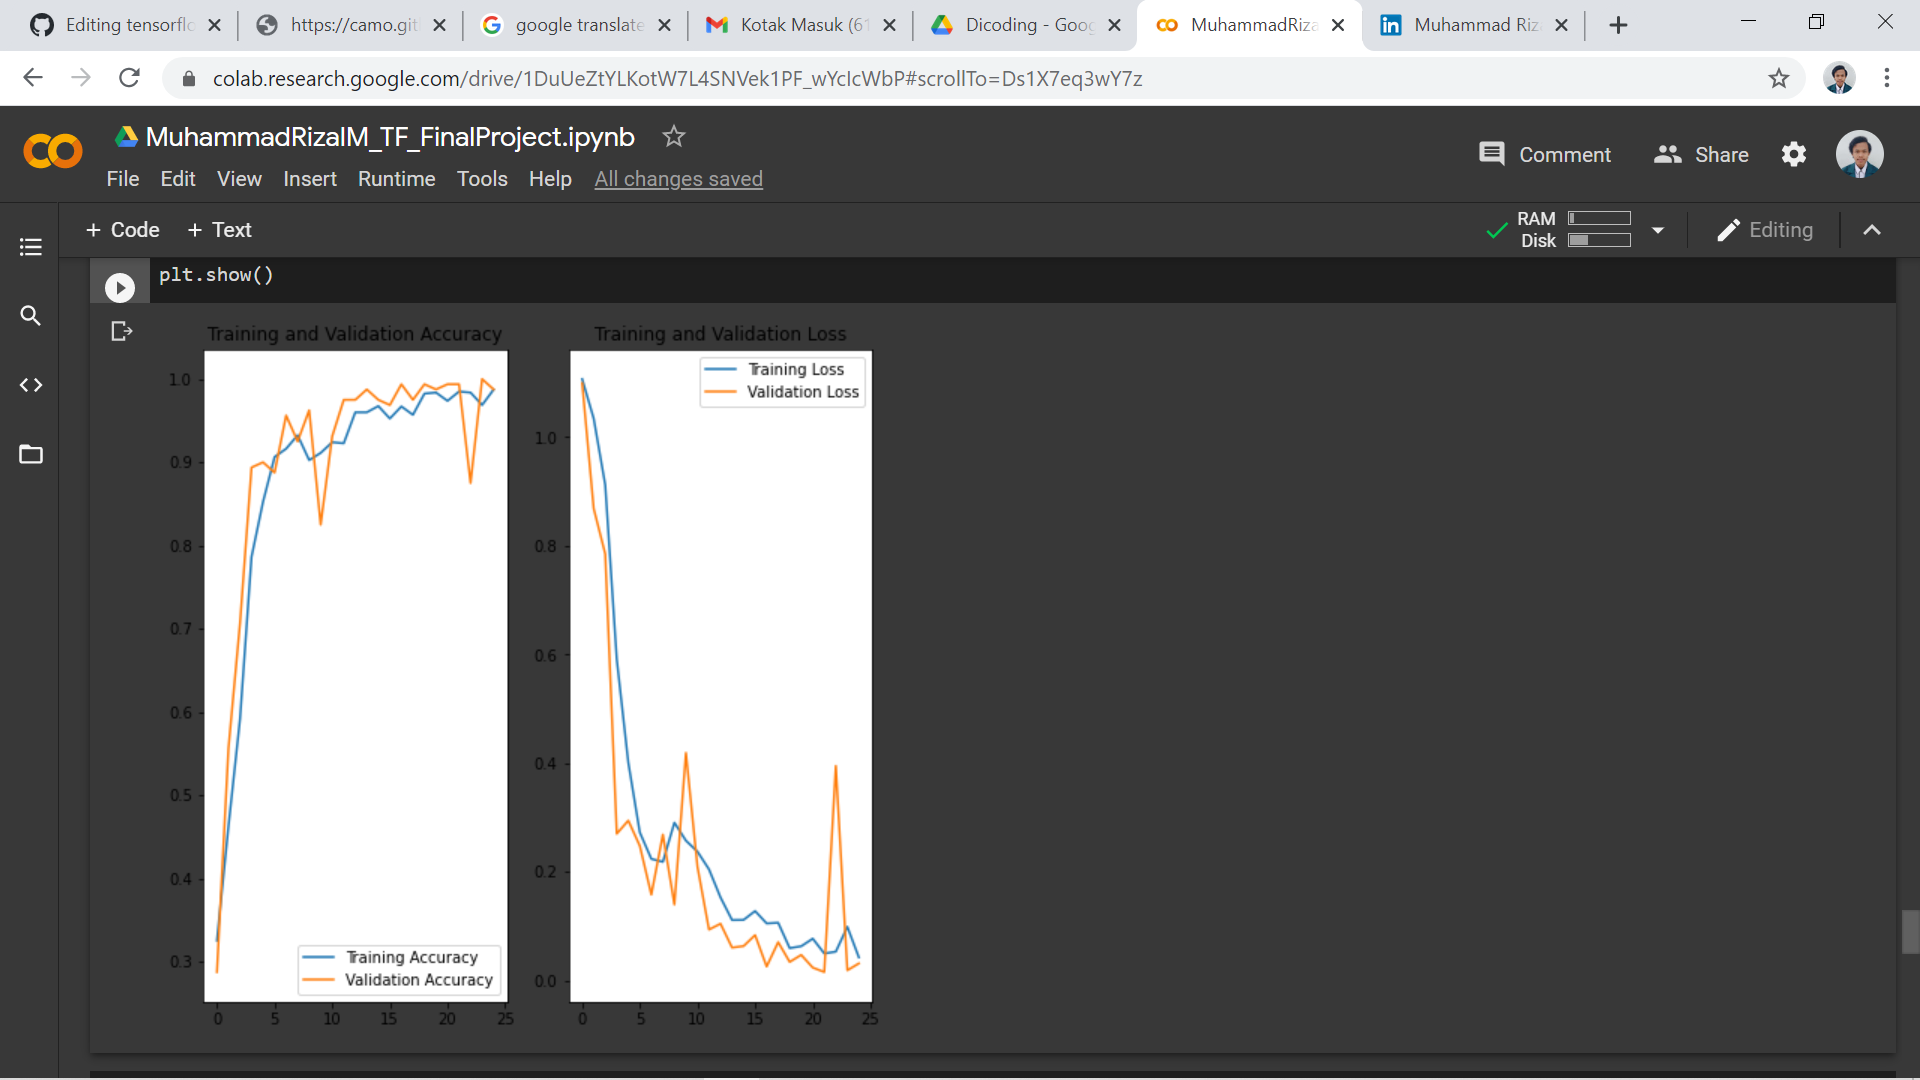 Editing tensorflo
https://camo.git
google translate
Kotak Masuk (61
Dicoding - Goog
MuhammadRiza
Muhammad Riz
colab.research.google.com/drive/1DuUeZtYLKotW7L4SNVek1PF_wYcIcWbP#scrollTo=Ds1X7eq3wY7z
MuhammadRizalM_TF_FinalProject.ipynb
Comment
Share
File Edit View Insert Runtime Tools Help All changes saved
+ Code + Text
RAM
Disk
Editing
plt.show()
Training and Validation Accuracy
1.0
0.9
0.8
0.7
0.6
0.5
0.4
0.3
Training Accuracy
Validation Accuracy
0 5 10 15 20 25
Training and Validation Loss
Training Loss
Validation Loss
1.0
0.8
0.6
0.4
0.2
0.0
0 5 10 15 20 25